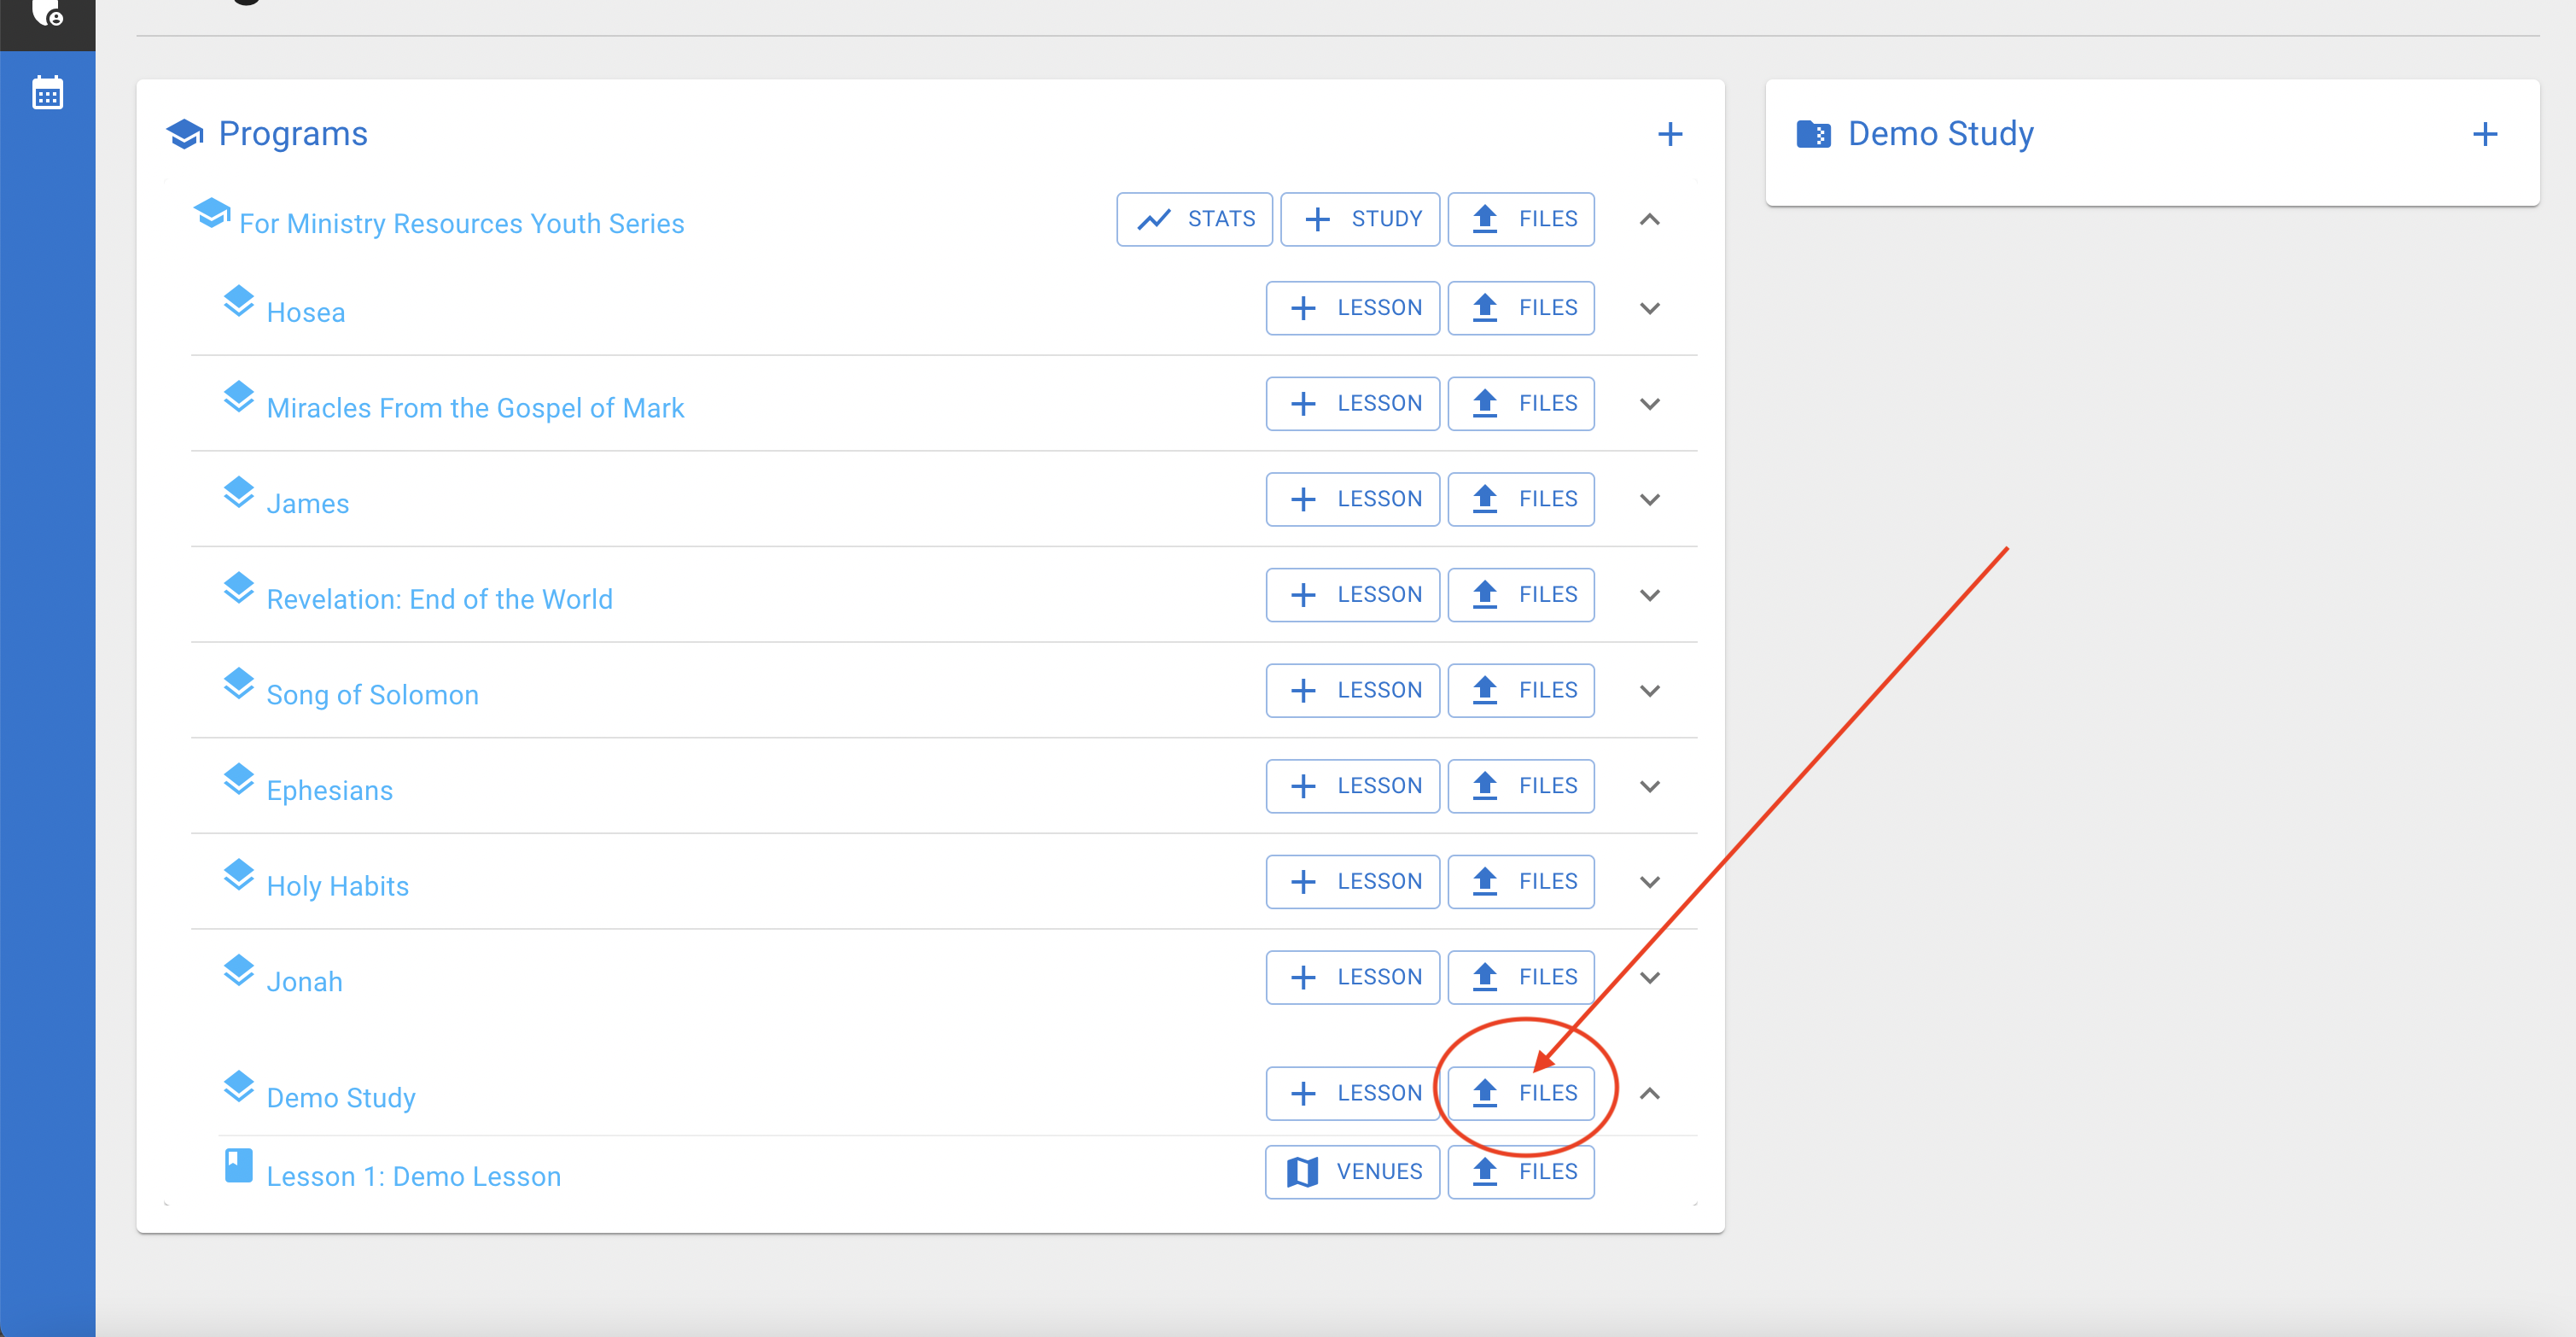 Programs
For Ministry Resources Youth Series STATS STUDY FILES
Hosea LESSON FILES
Miracles From the Gospel of Mark LESSON FILES
James LESSON FILES
Revelation: End of the World LESSON FILES
Song of Solomon LESSON FILES
Ephesians LESSON FILES
Holy Habits LESSON FILES
Jonah LESSON FILES
Demo Study LESSON FILES
Lesson 1: Demo Lesson VENUES FILES
Demo Study